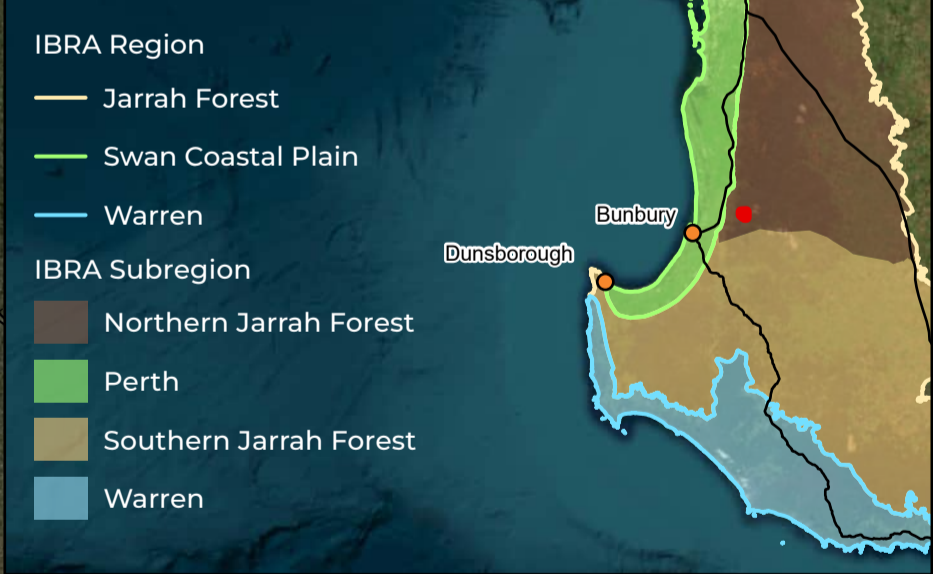 IBRA Region
Jarrah Forest
Swan Coastal Plain
Warren
IBRA Subregion
Northern Jarrah Forest
Perth
Southern Jarrah Forest
Warren
Bunbury
Dunsborough